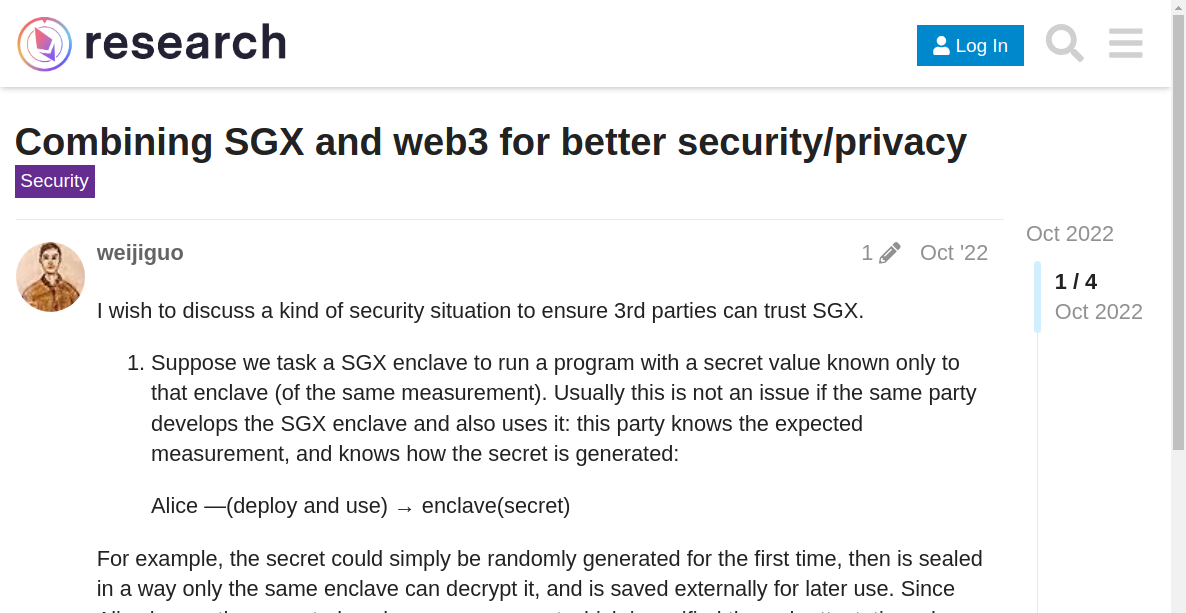 research
Log In
Combining SGX and web3 for better security/privacy
Security
weijiguo
1
Oct '22
Oct 2022
1 / 4
Oct 2022
I wish to discuss a kind of security situation to ensure 3rd parties can trust SGX.
1. Suppose we task a SGX enclave to run a program with a secret value known only to
that enclave (of the same measurement). Usually this is not an issue if the same party
develops the SGX enclave and also uses it: this party knows the expected
measurement, and knows how the secret is generated:
Alice —(deploy and use) → enclave(secret)
For example, the secret could simply be randomly generated for the first time, then is sealed
in a way only the same enclave can decrypt it, and is saved externally for later use. Since